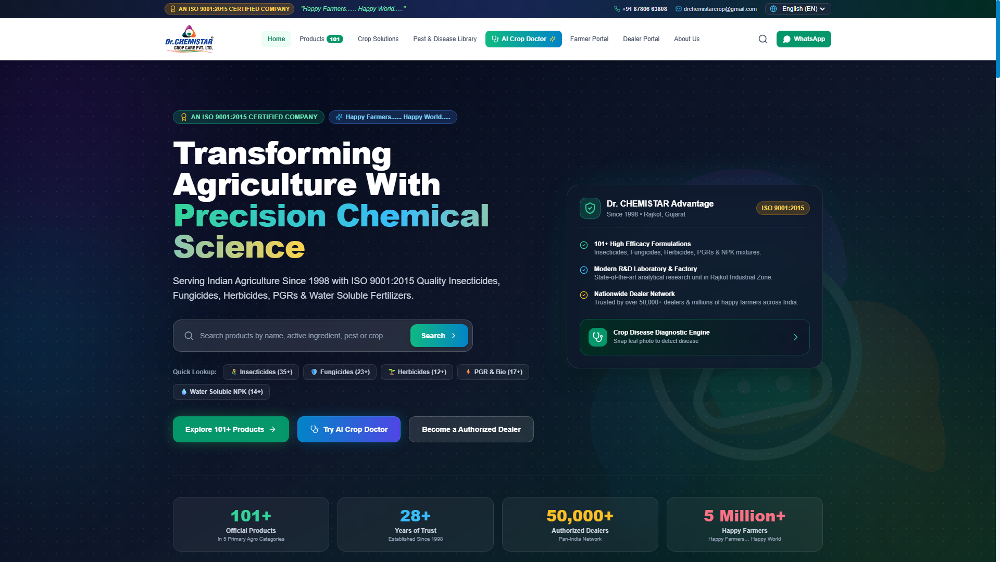 AN ISO 9001:2015 CERTIFIED COMPANY
"Happy Farmers...... Happy World....."
+91 87806 63808
drchemistarcrop@gmail.com
English (EN)
Dr.CHEMISTAR®
CROP CARE PVT. LTD.
Home
Products 101
Crop Solutions
Pest & Disease Library
AI Crop Doctor
Farmer Portal
Dealer Portal
About Us
WhatsApp
AN ISO 9001:2015 CERTIFIED COMPANY
Happy Farmers...... Happy World.....
Transforming
Agriculture With
Precision Chemical
Science
Serving Indian Agriculture Since 1998 with ISO 9001:2015 Quality Insecticides,
Fungicides, Herbicides, PGRs & Water Soluble Fertilizers.
Search products by name, active ingredient, pest or crop...
Search
Quick Lookup:
Insecticides (35+)
Fungicides (23+)
Herbicides (12+)
PGR & Bio (17+)
Water Soluble NPK (14+)
Explore 101+ Products
Try AI Crop Doctor
Become a Authorized Dealer
Dr. CHEMISTAR Advantage
Since 1998 • Rajkot, Gujarat
ISO 9001:2015
101+ High Efficacy Formulations
Insecticides, Fungicides, Herbicides, PGRs & NPK mixtures.
Modern R&D Laboratory & Factory
State-of-the-art analytical research unit in Rajkot Industrial Zone.
Nationwide Dealer Network
Trusted by over 50,000+ dealers & millions of happy farmers across India.
Crop Disease Diagnostic Engine
Snap leaf photo to detect disease
101+
Official Products
In 5 Primary Agro Categories
28+
Years of Trust
Established Since 1998
50,000+
Authorized Dealers
Pan-India Network
5 Million+
Happy Farmers
Happy Farmers... Happy World